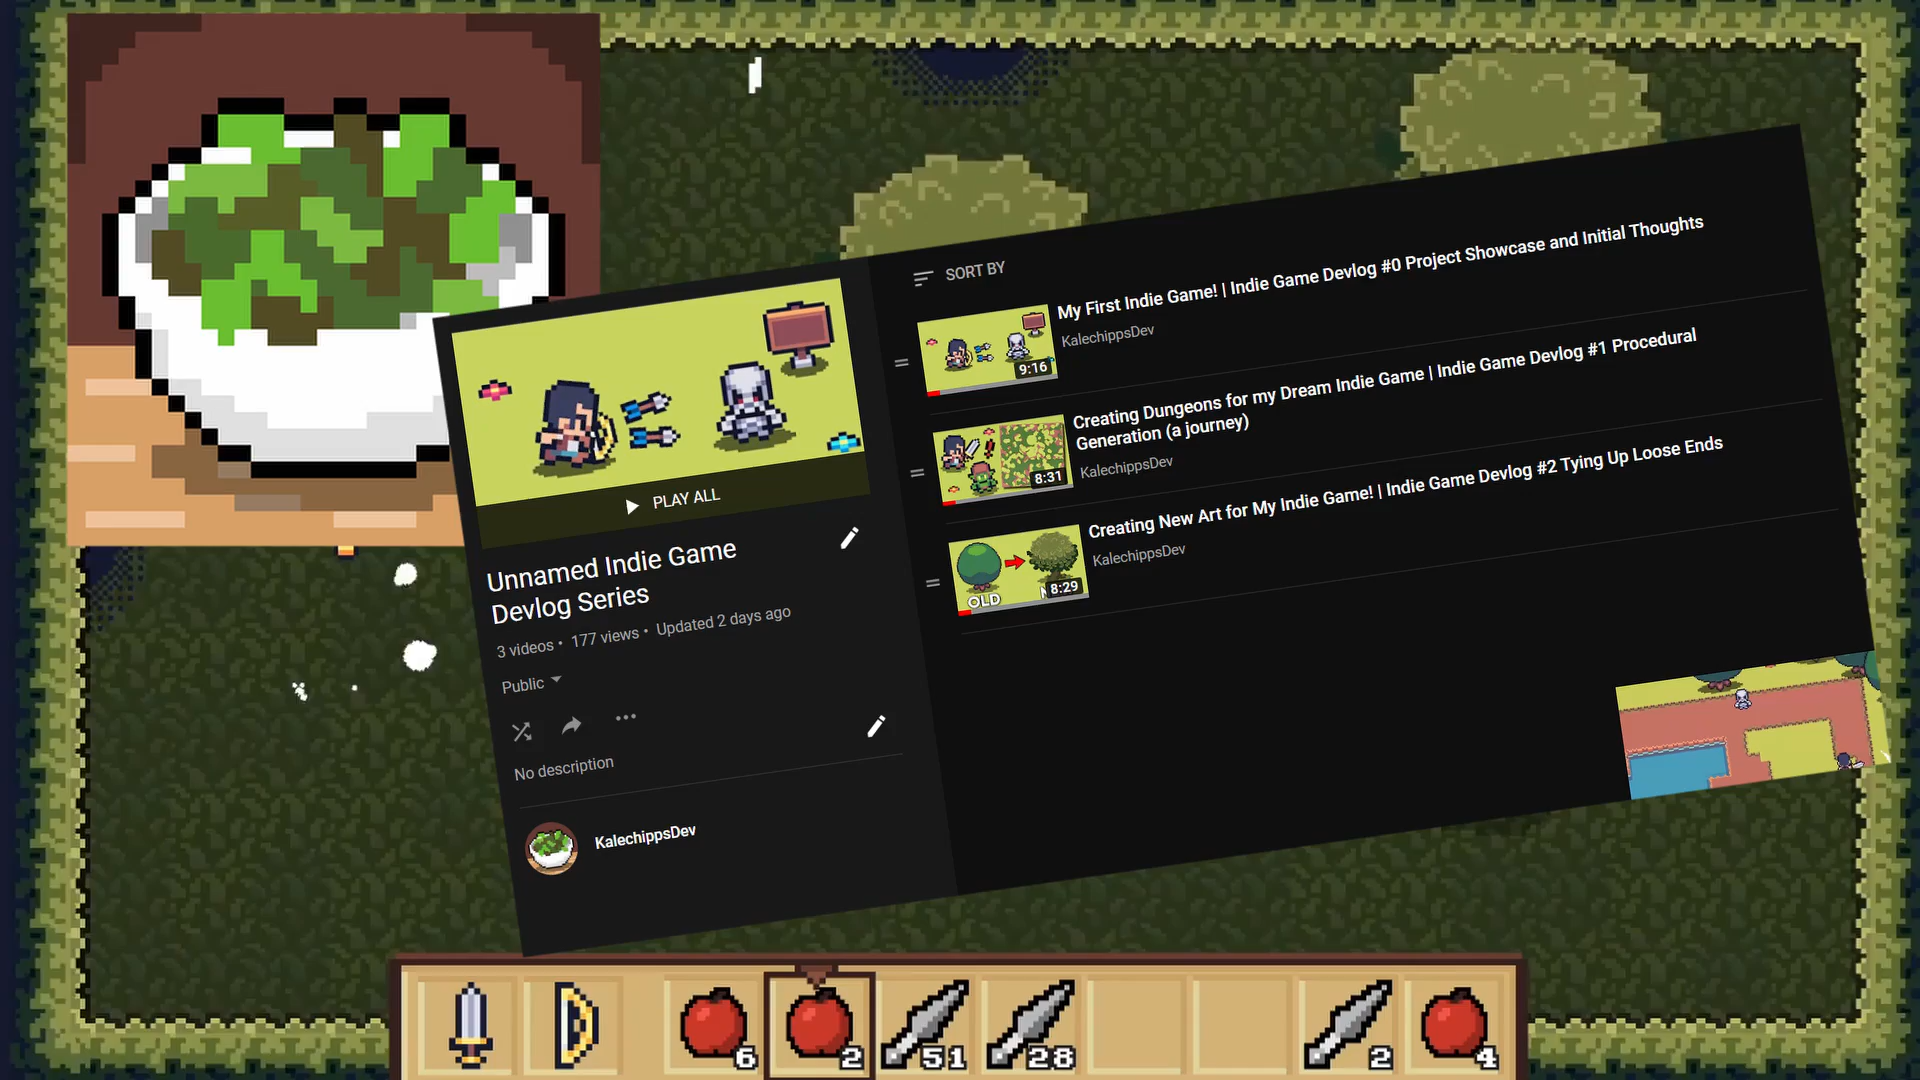 SORT BY
My First Indie Game! | Indie Game Devlog #0 Project Showcase and Initial Thoughts
KalechippsDev
9:16
Creating Dungeons for my Dream Indie Game | Indie Game Devlog #1 Procedural
Generation (a journey)
KalechippsDev
8:31
Creating New Art for My Indie Game! | Indie Game Devlog #2 Tying Up Loose Ends
KalechippsDev
OLD
8:29
PLAY ALL
Unnamed Indie Game
Devlog Series
3 videos • 177 views • Updated 2 days ago
Public
No description
KalechippsDev
6
2
51
28
2
4